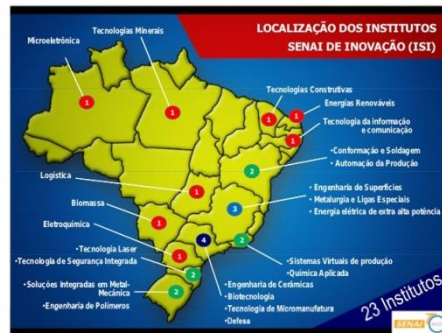 LOCALIZAÇÃO DOS INSTITUTOS
SENAI DE INOVAÇÃO (ISI)
Tecnologias Minerais
Microeletrônica
Tecnologias Construtivas
Energias Renováveis
Tecnologia da informação
e comunicação
• Conformação e Soldagem
• Automação da Produção
Logística
• Engenharia de Superfícies
• Metalurgia e Ligas Especiais
• Energia elétrica de extra alta potência
Biomassa
Eletroquímica
• Tecnologia Laser
• Tecnologia de Segurança Integrada
• Soluções Integradas em Metal-
Mecânica
• Engenharia de Polímeros
• Sistemas Virtuais de produção
• Química Aplicada
• Engenharia de Cerâmicas
• Biotecnologia
• Tecnologia de Micromanufatura
• Defesa
1
1
1
1
1
2
1
3
1
4
2
1
2
2
23 Institutos
SENAI